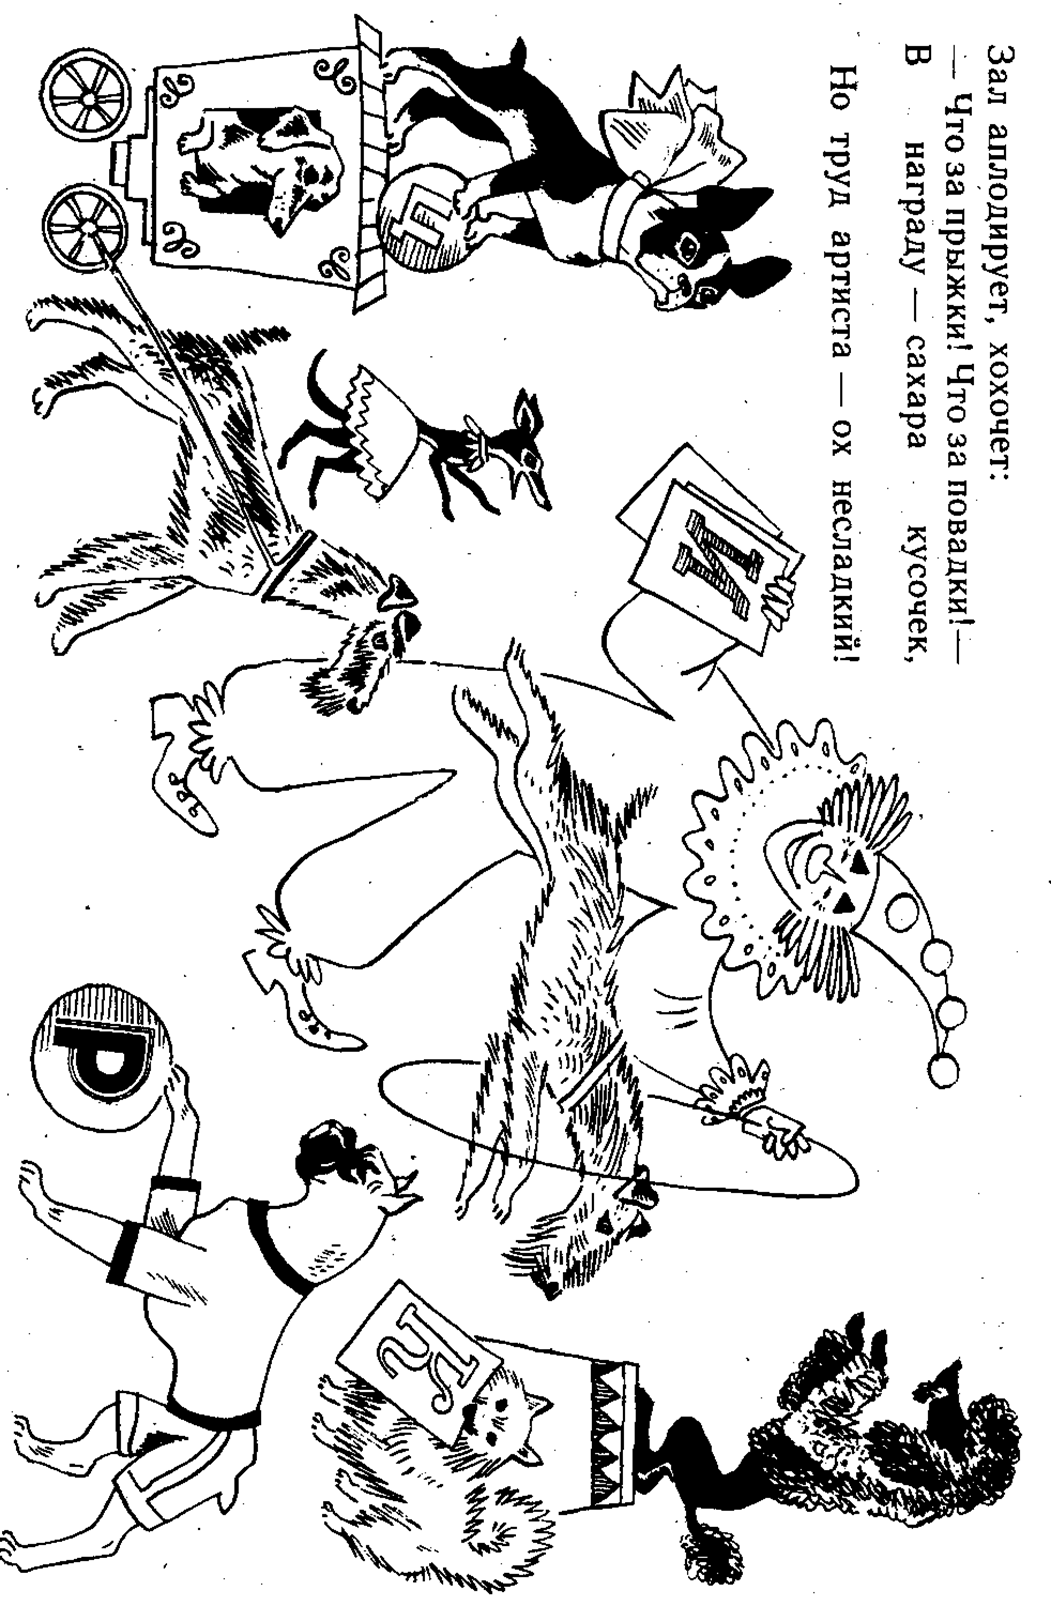 Зал аплодирует, хохочет:
— Что за прыжки! Что за повадки!—
В награду — сахара кусочек,
Но труд артиста — ох несладкий!
Ц
И
Р
К